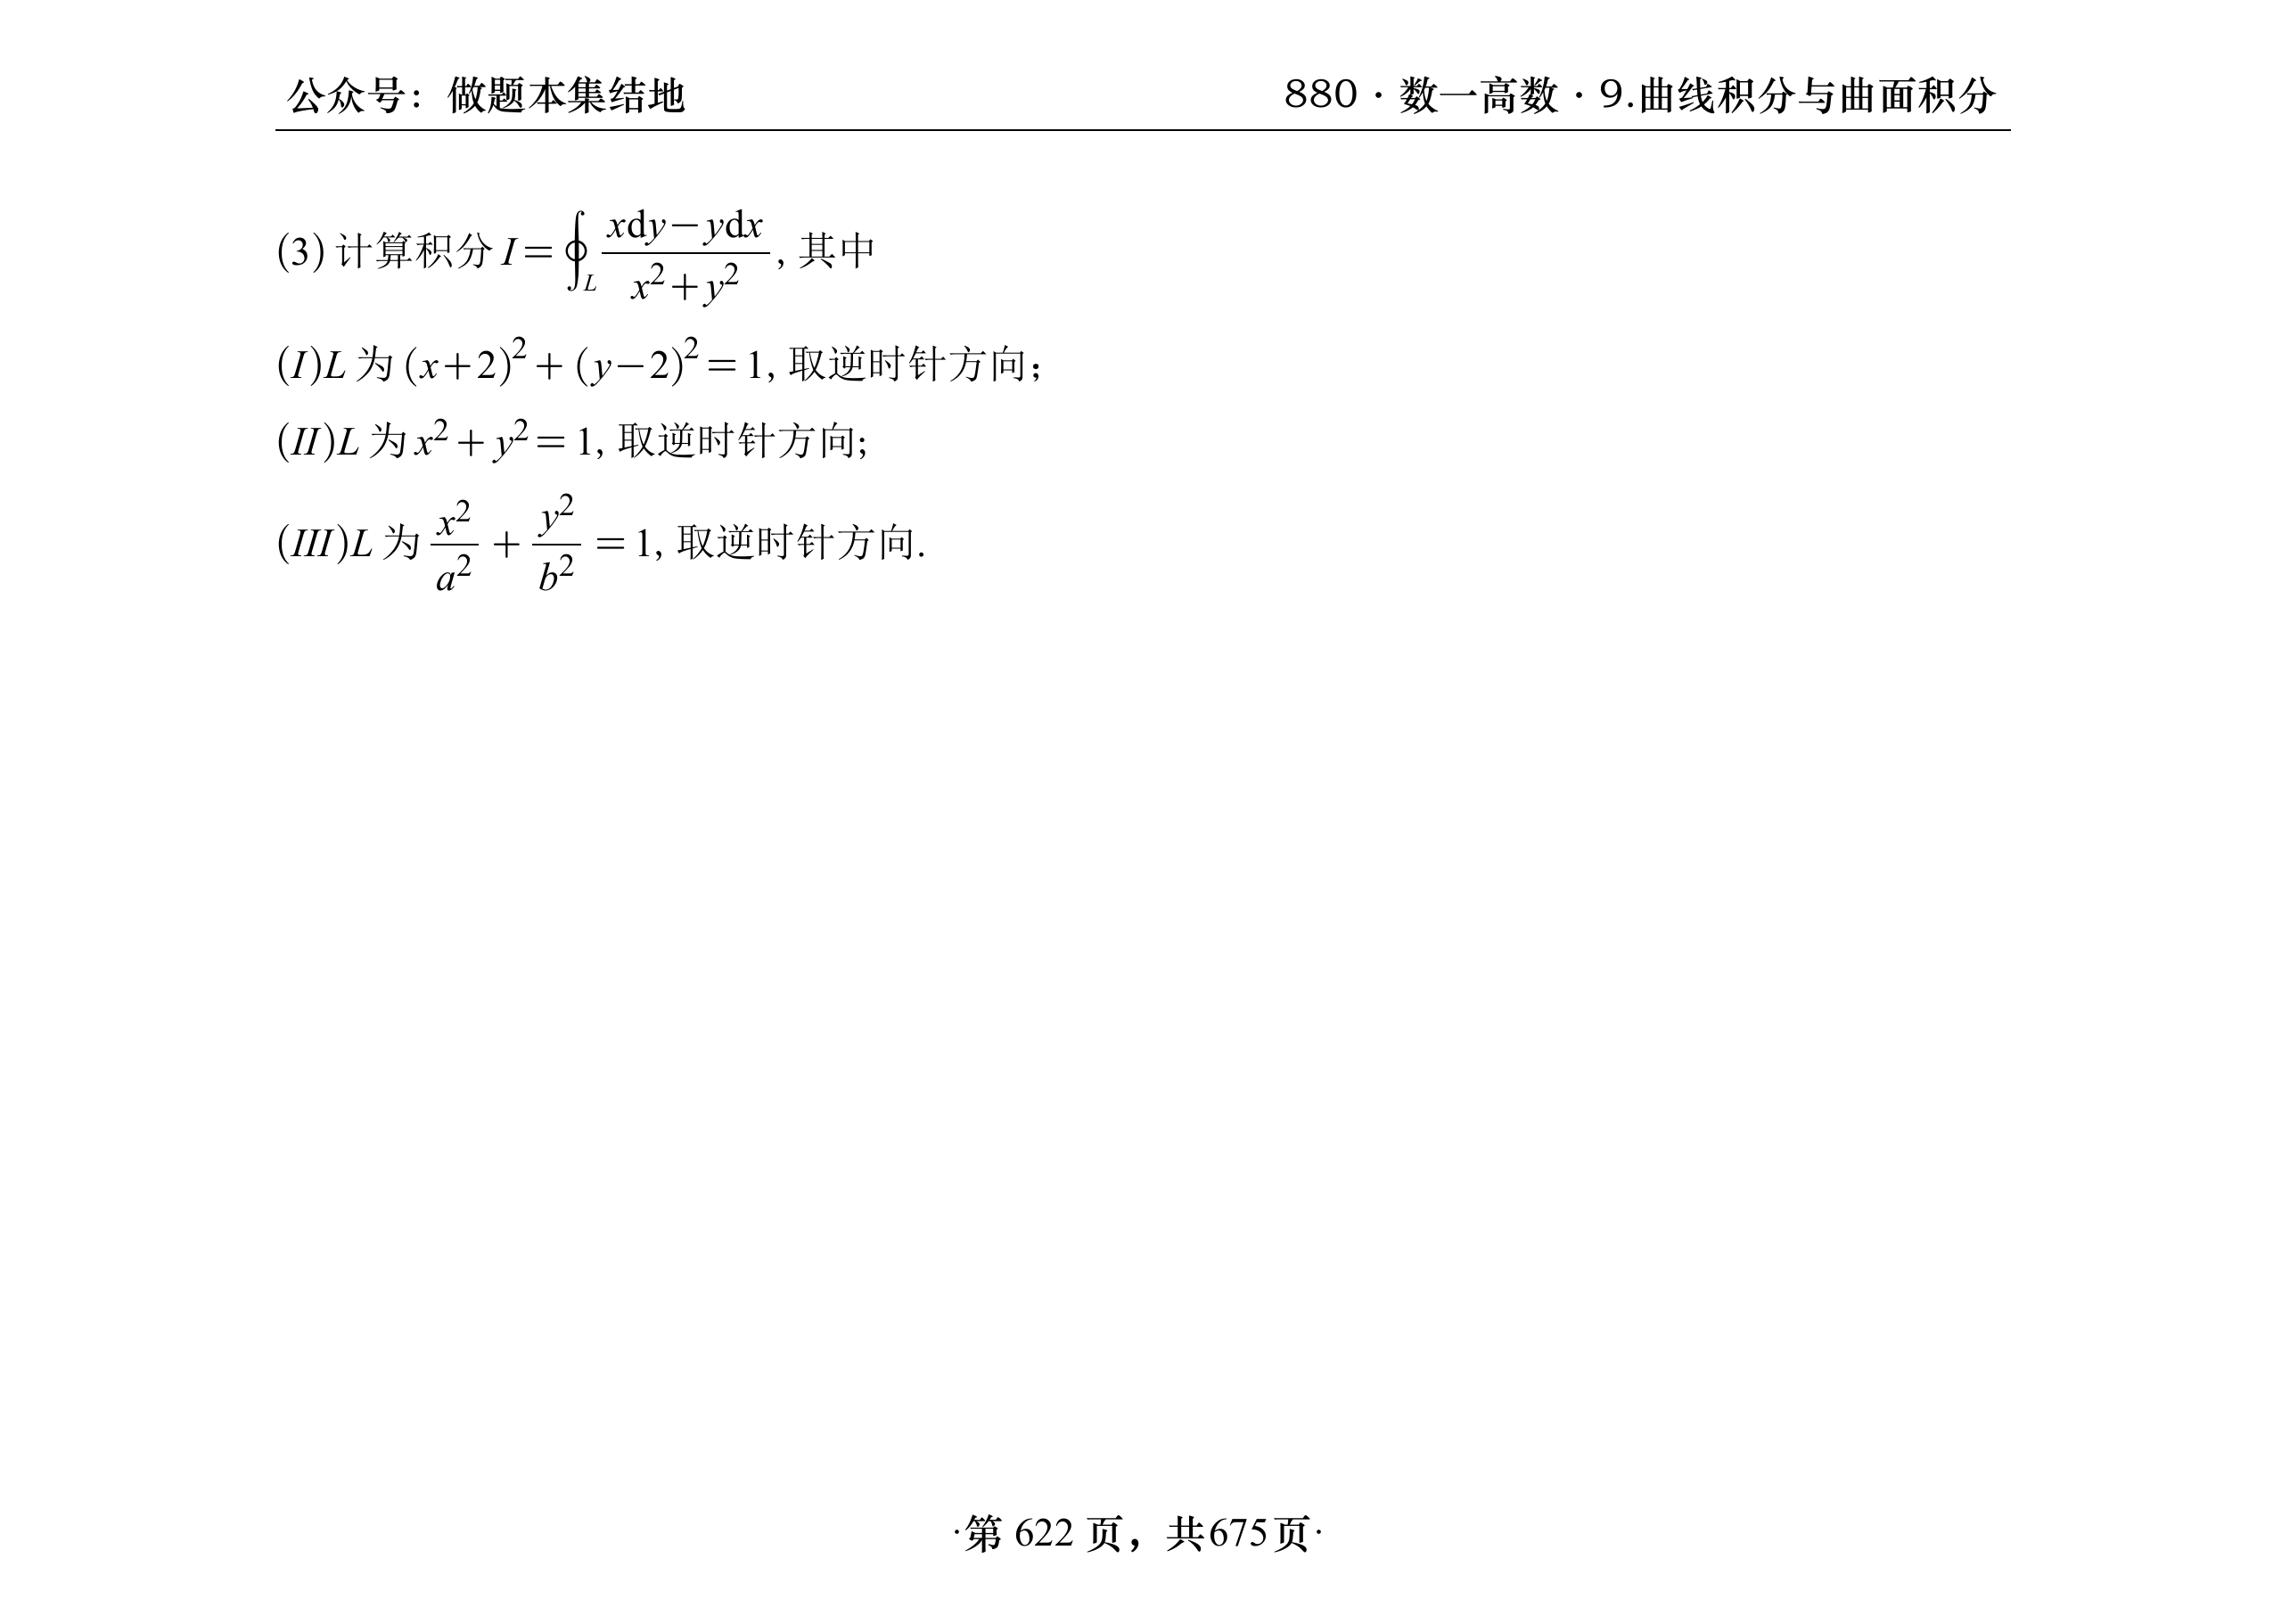 公众号：做题本集结地 880·数一高数·9.曲线积分与曲面积分
(3) 计算积分 $I=\oint_L \frac{x\mathrm{d}y-y\mathrm{d}x}{x^2+y^2}$, 其中
(I)L 为 $(x+2)^2+(y-2)^2=1$, 取逆时针方向；
(II)L 为 $x^2+y^2=1$, 取逆时针方向;
(III)L 为 $\frac{x^2}{a^2}+\frac{y^2}{b^2}=1$, 取逆时针方向.
·第 622 页，共675页·